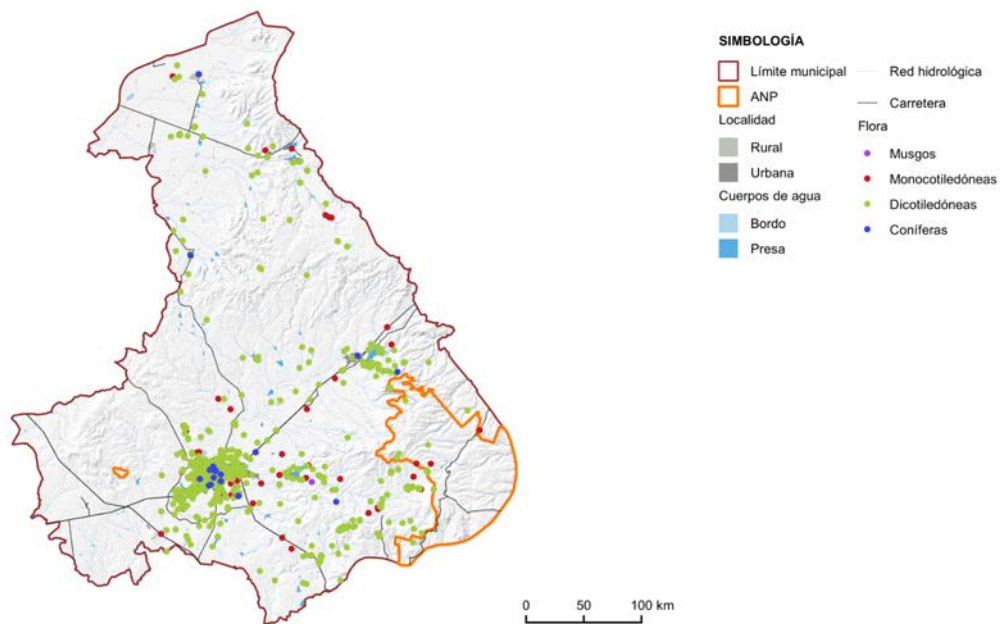 SIMBOLOGÍA
Límite municipal
ANP
Localidad
Rural
Urbana
Cuerpos de agua
Bordo
Presa
Red hidrológica
Carretera
Flora
Musgos
Monocotiledóneas
Dicotiledóneas
Coníferas
0 50 100 km